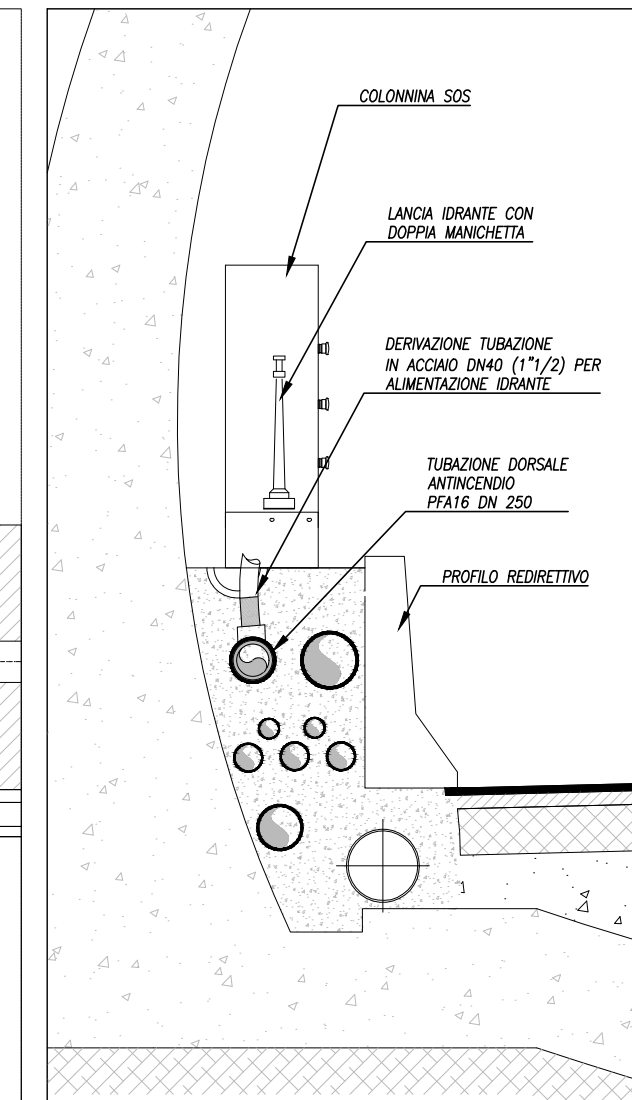 COLONNINA SOS
LANCIA IDRANTE CON
DOPPIA MANICHETTA
DERIVAZIONE TUBAZIONE
IN ACCIAIO DN40 (1"1/2) PER
ALIMENTAZIONE IDRANTE
TUBAZIONE DORSALE
ANTINCENDIO
PFA16 DN 250
PROFILO REDIRETTIVO